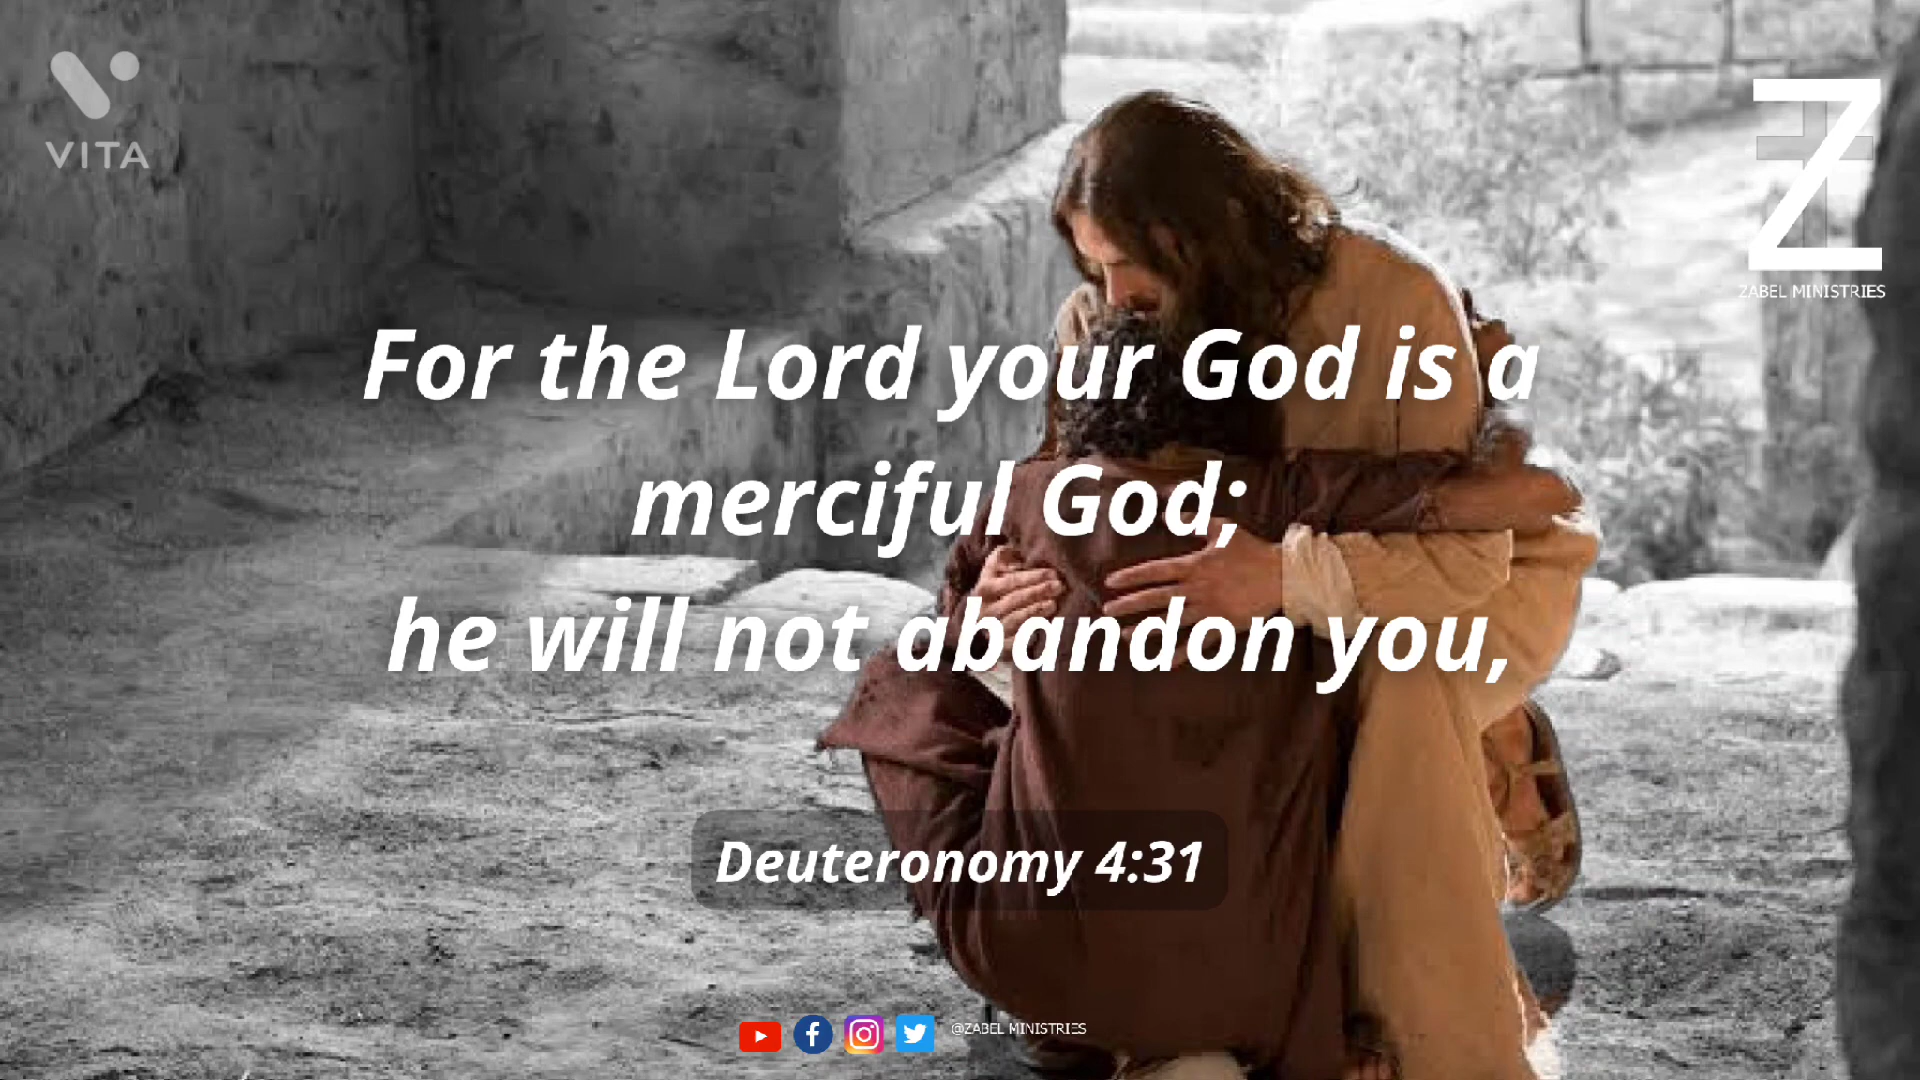 VITA
Z
ZABEL MINISTRIES
For the Lord your God is a
merciful God;
he will not abandon you,
Deuteronomy 4:31
@ZABEL MINISTRIES